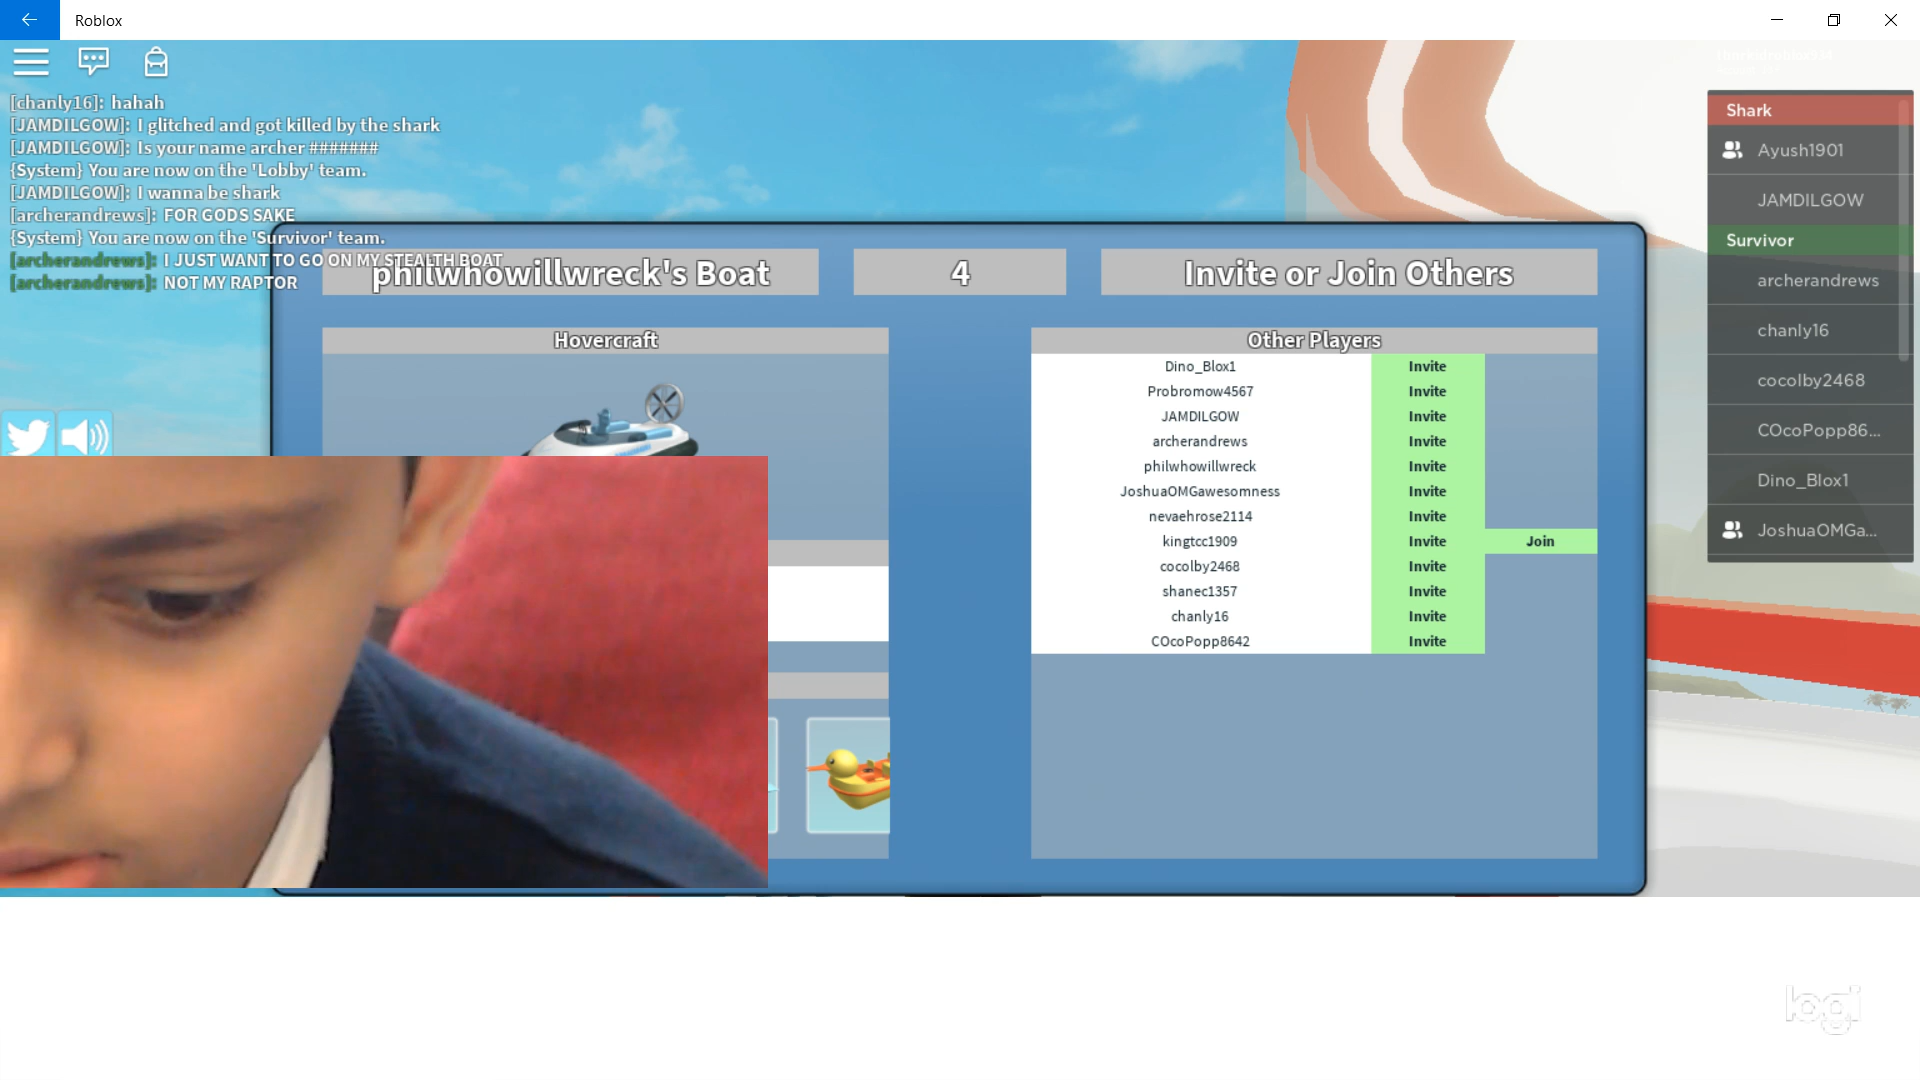 Roblox
[chanly16]: hahah
[JAMDILGOW]: I glitched and got killed by the shark
[JAMDILGOW]: Is your name archer #######
{System} You are now on the 'Lobby' team.
[JAMDILGOW]: I wanna be shark
[archerandrews]: FOR GODS SAKE
{System} You are now on the 'Survivor' team.
[archerandrews]: I JUST WANT TO GO ON MY STEALTH BOAT
[archerandrews]: NOT MY RAPTOR
philwhowillwreck's Boat
4
Invite or Join Others
Hovercraft
Other Players
Dino_Blox1 Invite
Probromow4567 Invite
JAMDILGOW Invite
archerandrews Invite
philwhowillwreck Invite
JoshuaOMGawesomness Invite
nevaehrose2114 Invite
kingtcc1909 Invite Join
cocolby2468 Invite
shanec1357 Invite
chanly16 Invite
COcoPopp8642 Invite
Shark
Ayush1901
JAMDILGOW
Survivor
archerandrews
chanly16
cocolby2468
COcoPopp86...
Dino_Blox1
JoshuaOMGa...
logi